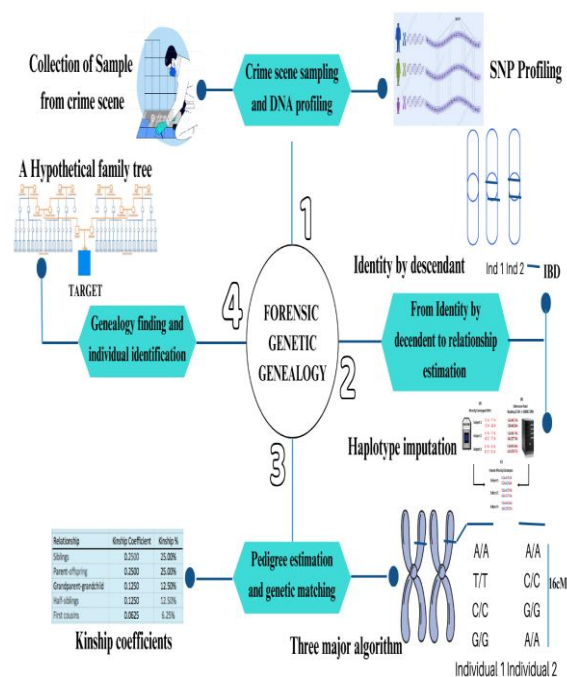 Collection of Sample
from crime scene
Crime scene sampling
and DNA profiling
SNP Profiling
A Hypothetical family tree
TARGET
1
Identity by descendant
Ind 1 Ind 2
IBD
4
Genealogy finding and
individual identification
FORENSIC
GENETIC
GENEALOGY
2
From Identity by
decendent to relationship
estimation
Haplotype imputation
3
Relationship Kinship Coefficient Kinship %
Siblings 0.2500 25.00%
Parent-offspring 0.2500 25.00%
Grandparent-grandchild 0.1250 12.50%
Half-siblings 0.1250 12.50%
First cousins 0.0625 6.25%
Kinship coefficients
Pedigree estimation
and genetic matching
Three major algorithm
A/A A/A
T/T C/C
C/C G/G
G/G A/A
16cM
Individual 1 Individual 2